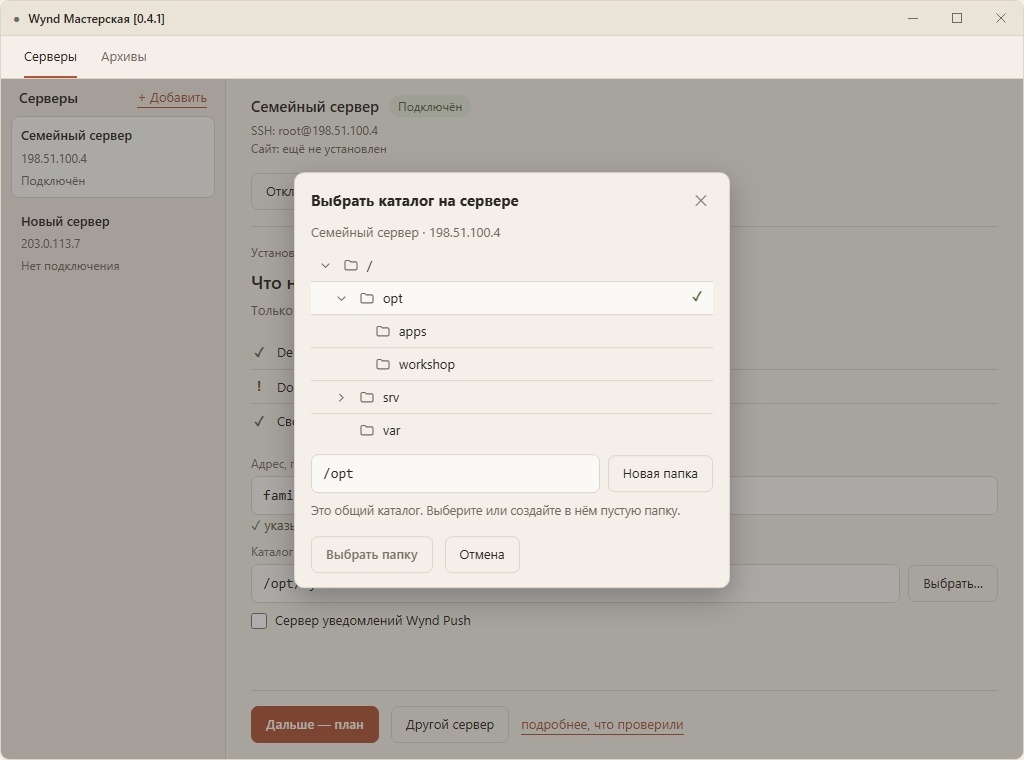 Wynd Мастерская [0.4.1]
Серверы
Архивы
Серверы
+ Добавить
Семейный сервер
198.51.100.4
Подключён
Новый сервер
203.0.113.7
Нет подключения
Семейный сервер
Подключён
SSH: root@198.51.100.4
Сайт: ещё не установлен
Выбрать каталог на сервере
Семейный сервер · 198.51.100.4
/
opt
apps
workshop
srv
var
/opt
Новая папка
Это общий каталог. Выберите или создайте в нём пустую папку.
Выбрать папку
Отмена
Что
Только
Каталог
Выбрать...
Сервер уведомлений Wynd Push
Дальше — план
Другой сервер
подробнее, что проверили